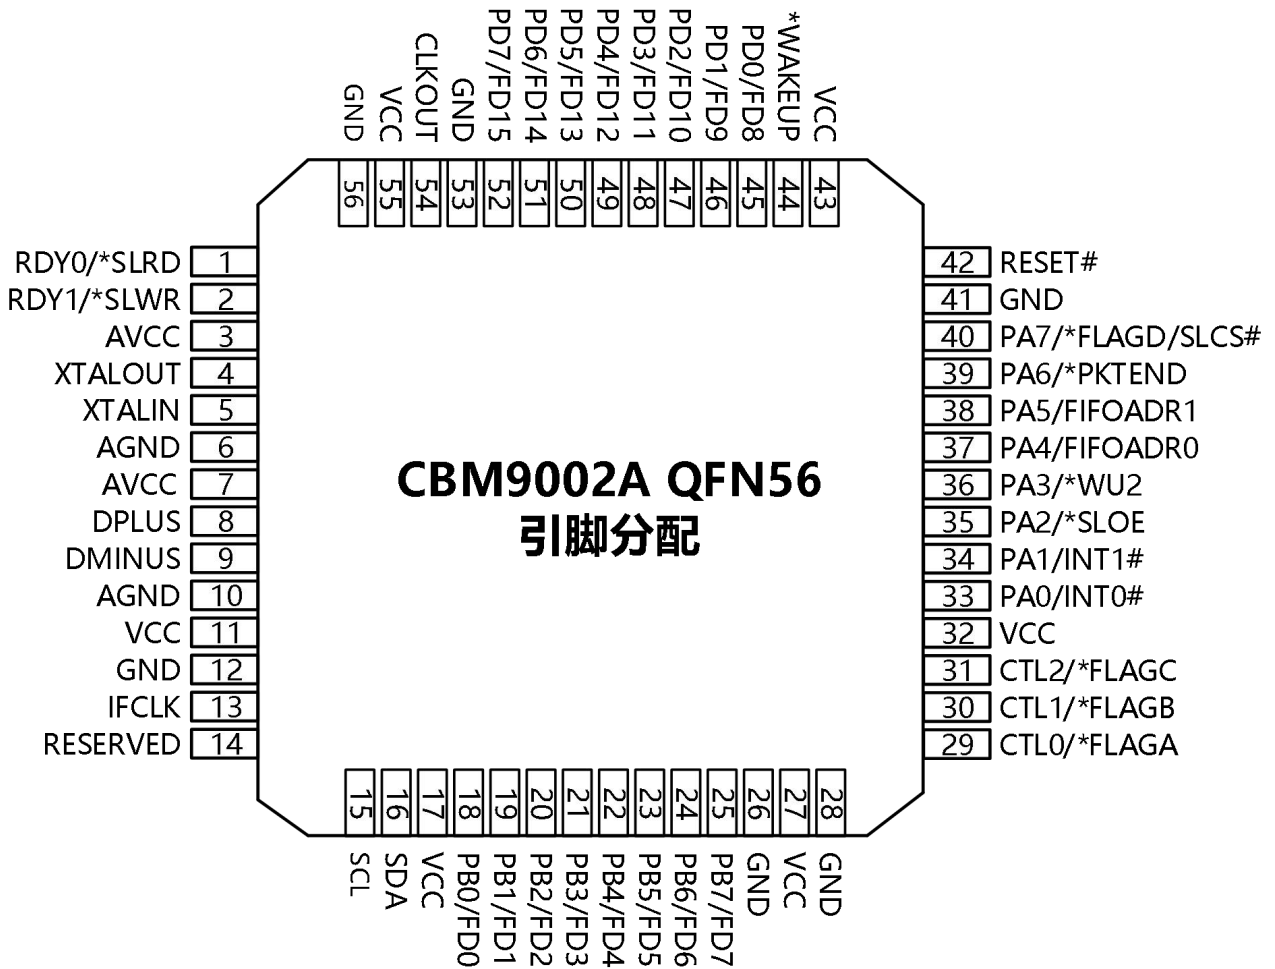 GND
VCC
CLKOUT
GND
PD7/FD15
PD6/FD14
PD5/FD13
PD4/FD12
PD3/FD11
PD2/FD10
PD1/FD9
PD0/FD8
*WAKEUP
VCC
56
55
54
53
52
51
50
49
48
47
46
45
44
43
RDY0/*SLRD 1
RDY1/*SLWR 2
AVCC 3
XTALOUT 4
XTALIN 5
AGND 6
AVCC 7
DPLUS 8
DMINUS 9
AGND 10
VCC 11
GND 12
IFCLK 13
RESERVED 14
CBM9002A QFN56
引脚分配
42 RESET#
41 GND
40 PA7/*FLAGD/SLCS#
39 PA6/*PKTEND
38 PA5/FIFOADR1
37 PA4/FIFOADR0
36 PA3/*WU2
35 PA2/*SLOE
34 PA1/INT1#
33 PA0/INT0#
32 VCC
31 CTL2/*FLAGC
30 CTL1/*FLAGB
29 CTL0/*FLAGA
15
16
17
18
19
20
21
22
23
24
25
26
27
28
SCL
SDA
VCC
PB0/FD0
PB1/FD1
PB2/FD2
PB3/FD3
PB4/FD4
PB5/FD5
PB6/FD6
PB7/FD7
GND
VCC
GND